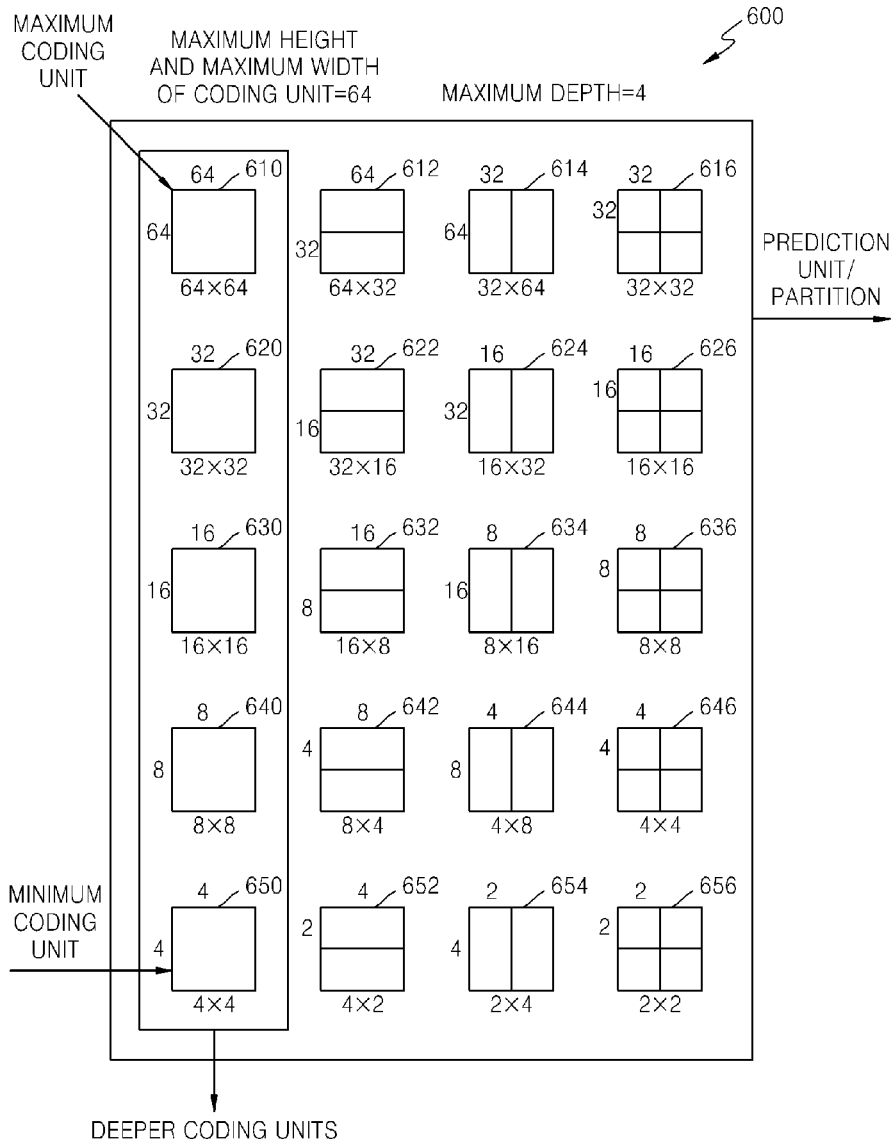 600
MAXIMUM
CODING
UNIT
MAXIMUM HEIGHT
AND MAXIMUM WIDTH
OF CODING UNIT=64
MAXIMUM DEPTH=4
64 610 64 612 32 614 32 616
64 32 64 32
64×64 64×32 32×64 32×32
PREDICTION
UNIT/
PARTITION
32 620 32 622 16 624 16 626
32 16 32 16
32×32 32×16 16×32 16×16
16 630 16 632 8 634 8 636
16 8 16 8
16×16 16×8 8×16 8×8
8 640 8 642 4 644 4 646
8 4 8 4
8×8 8×4 4×8 4×4
MINIMUM
CODING
UNIT
4 650 4 652 2 654 2 656
4 2 4 2
4×4 4×2 2×4 2×2
DEEPER CODING UNITS